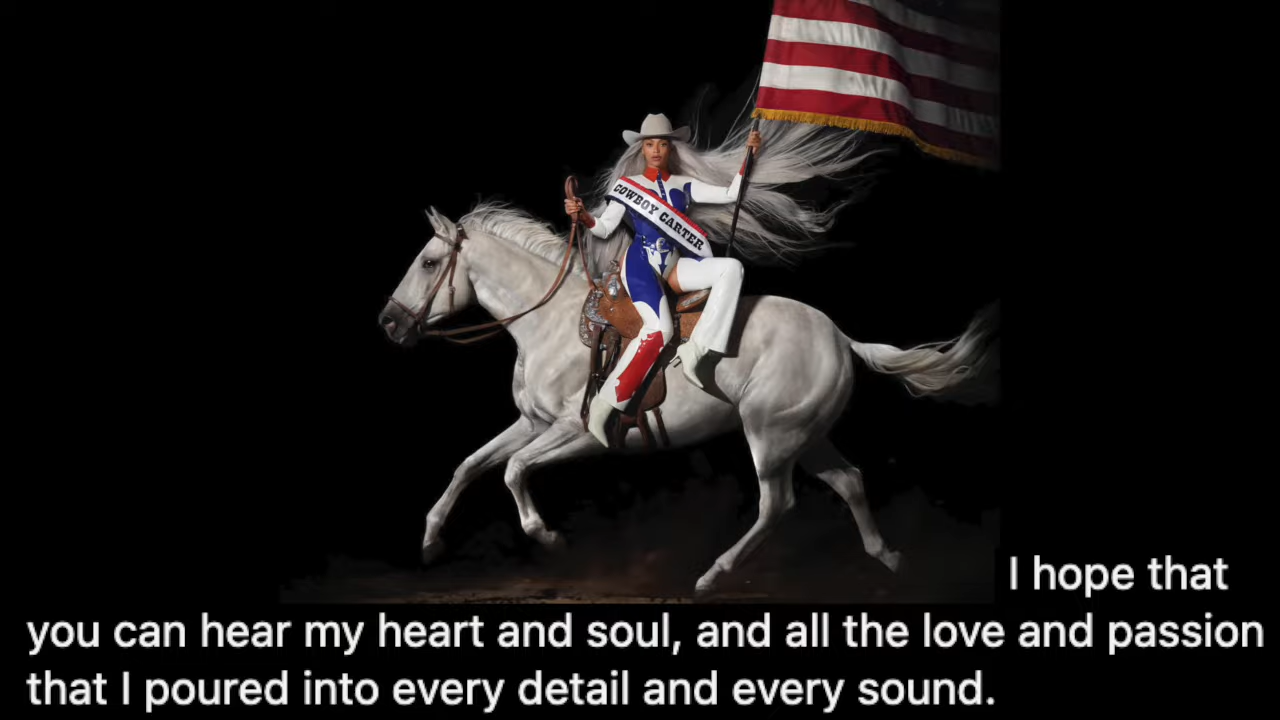 COWBOY CARTER
I hope that
you can hear my heart and soul, and all the love and passion
that I poured into every detail and every sound.